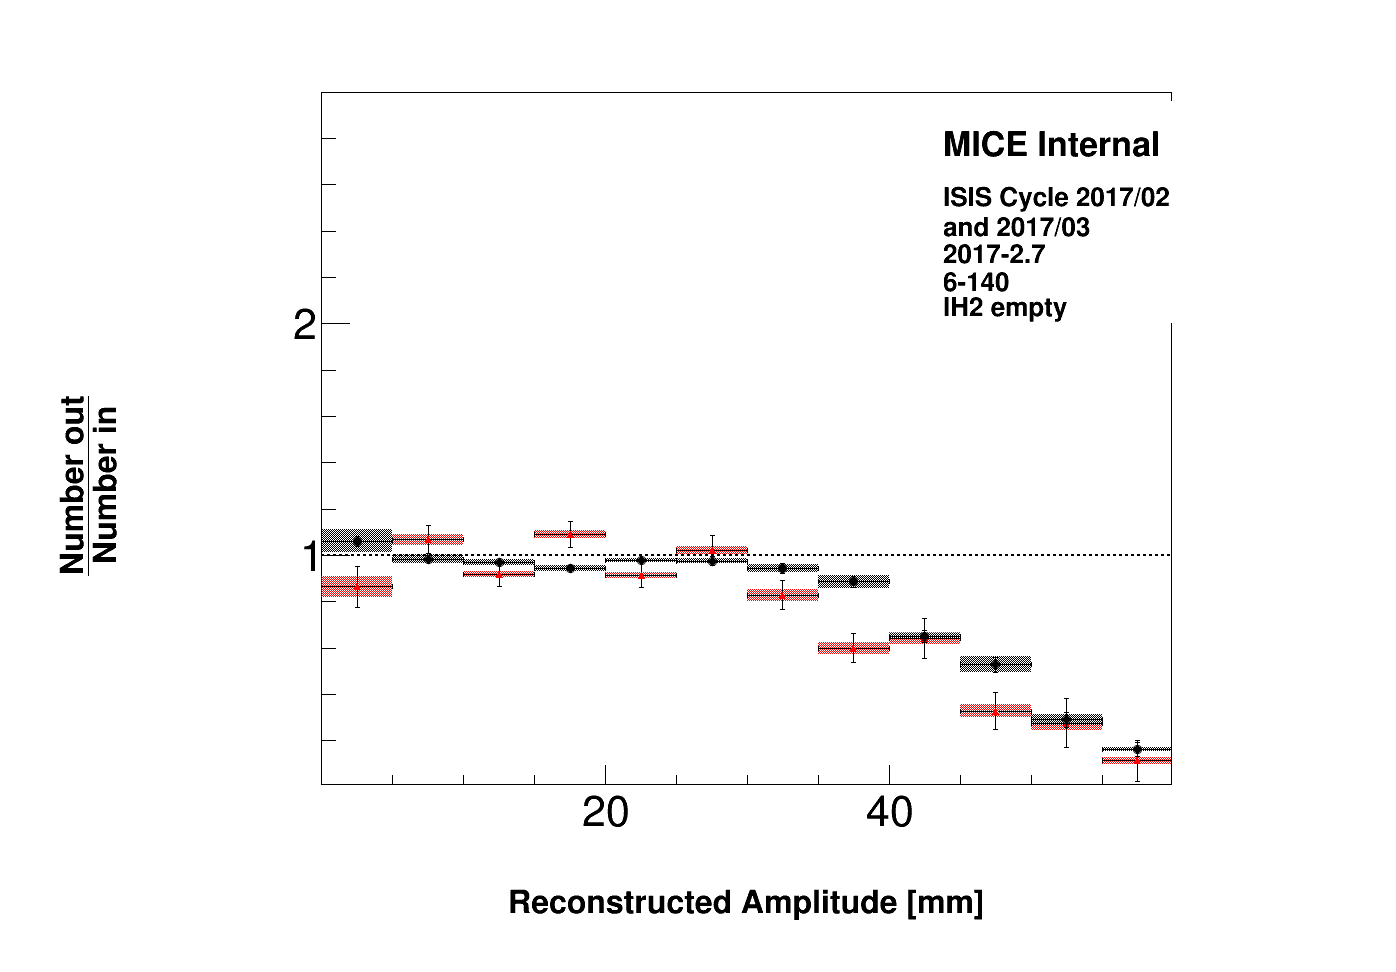 MICE Internal
ISIS Cycle 2017/02
and 2017/03
2017-2.7
6-140
lH2 empty
2
1
Number out
Number in
20
40
Reconstructed Amplitude [mm]